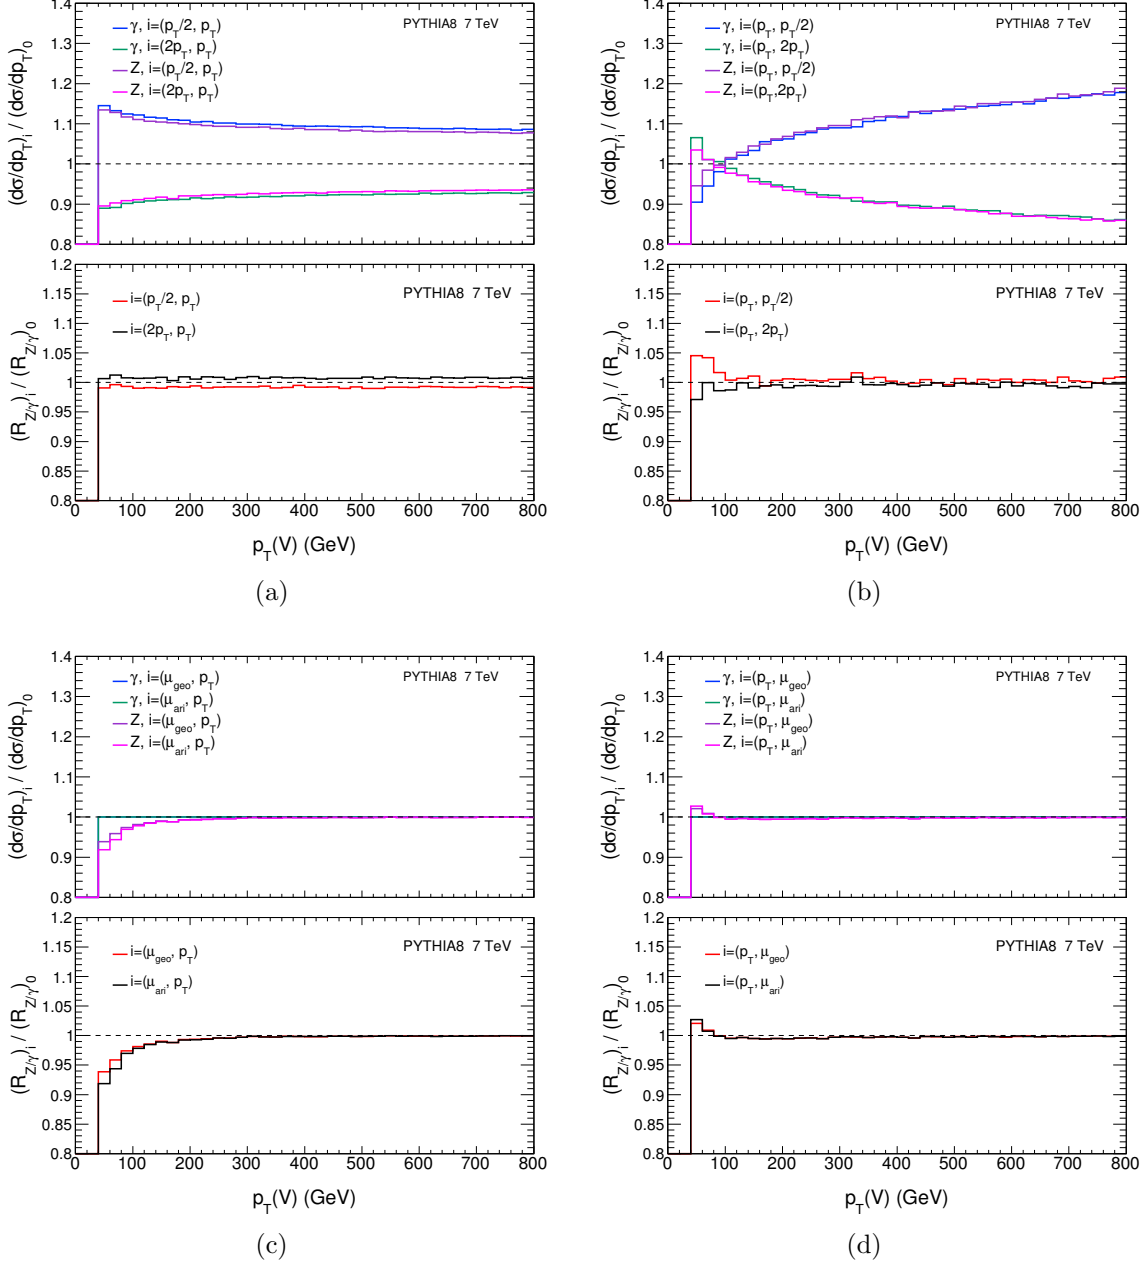 (dσ/dp_T)_i / (dσ/dp_T)_0
1.4
1.3
1.2
1.1
1
0.9
0.8
γ, i=(p_T/2, p_T)
γ, i=(2p_T, p_T)
Z, i=(p_T/2, p_T)
Z, i=(2p_T, p_T)
PYTHIA8 7 TeV
(R_Z/γ)_i / (R_Z/γ)_0
1.2
1.15
1.1
1.05
1
0.95
0.9
0.85
0.8
i=(p_T/2, p_T)
i=(2p_T, p_T)
PYTHIA8 7 TeV
0 100 200 300 400 500 600 700 800
p_T(V) (GeV)
(a)
(dσ/dp_T)_i / (dσ/dp_T)_0
1.4
1.3
1.2
1.1
1
0.9
0.8
γ, i=(p_T, p_T/2)
γ, i=(p_T, 2p_T)
Z, i=(p_T, p_T/2)
Z, i=(p_T,2p_T)
PYTHIA8 7 TeV
(R_Z/γ)_i / (R_Z/γ)_0
1.2
1.15
1.1
1.05
1
0.95
0.9
0.85
0.8
i=(p_T, p_T/2)
i=(p_T, 2p_T)
PYTHIA8 7 TeV
0 100 200 300 400 500 600 700 800
p_T(V) (GeV)
(b)
(dσ/dp_T)_i / (dσ/dp_T)_0
1.4
1.3
1.2
1.1
1
0.9
0.8
γ, i=(μ_geo, p_T)
γ, i=(μ_ari, p_T)
Z, i=(μ_geo, p_T)
Z, i=(μ_ari, p_T)
PYTHIA8 7 TeV
(R_Z/γ)_i / (R_Z/γ)_0
1.2
1.15
1.1
1.05
1
0.95
0.9
0.85
0.8
i=(μ_geo, p_T)
i=(μ_ari, p_T)
PYTHIA8 7 TeV
0 100 200 300 400 500 600 700 800
p_T(V) (GeV)
(c)
(dσ/dp_T)_i / (dσ/dp_T)_0
1.4
1.3
1.2
1.1
1
0.9
0.8
γ, i=(p_T, μ_geo)
γ, i=(p_T, μ_ari)
Z, i=(p_T, μ_geo)
Z, i=(p_T, μ_ari)
PYTHIA8 7 TeV
(R_Z/γ)_i / (R_Z/γ)_0
1.2
1.15
1.1
1.05
1
0.95
0.9
0.85
0.8
i=(p_T, μ_geo)
i=(p_T, μ_ari)
PYTHIA8 7 TeV
0 100 200 300 400 500 600 700 800
p_T(V) (GeV)
(d)